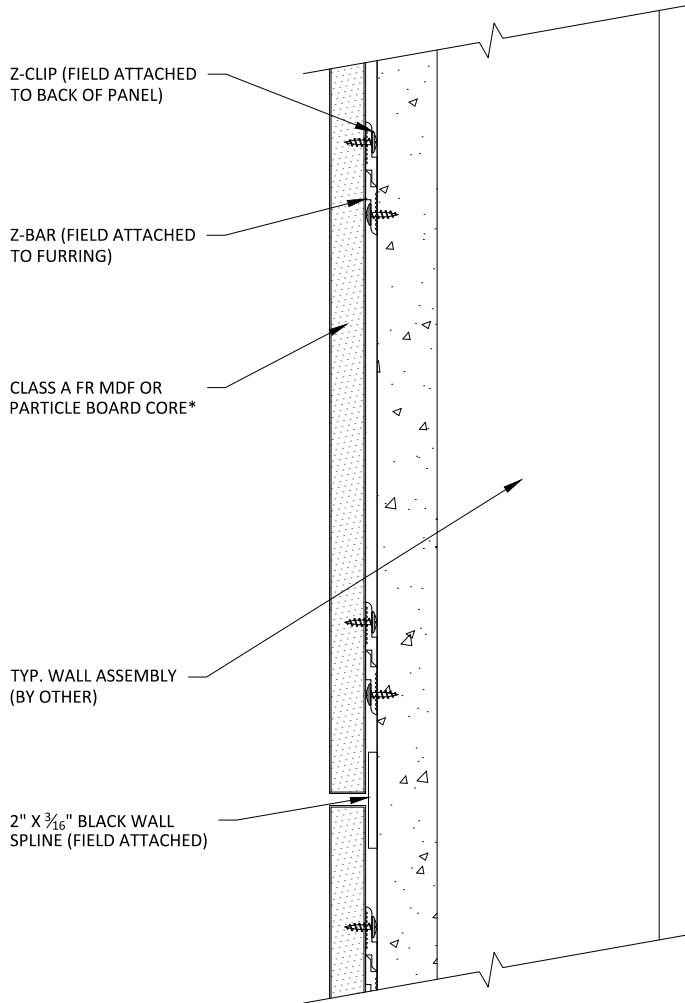 Z-CLIP (FIELD ATTACHED
TO BACK OF PANEL)
Z-BAR (FIELD ATTACHED
TO FURRING)
CLASS A FR MDF OR
PARTICLE BOARD CORE*
TYP. WALL ASSEMBLY
(BY OTHER)
2" X 3⁄16" BLACK WALL
SPLINE (FIELD ATTACHED)